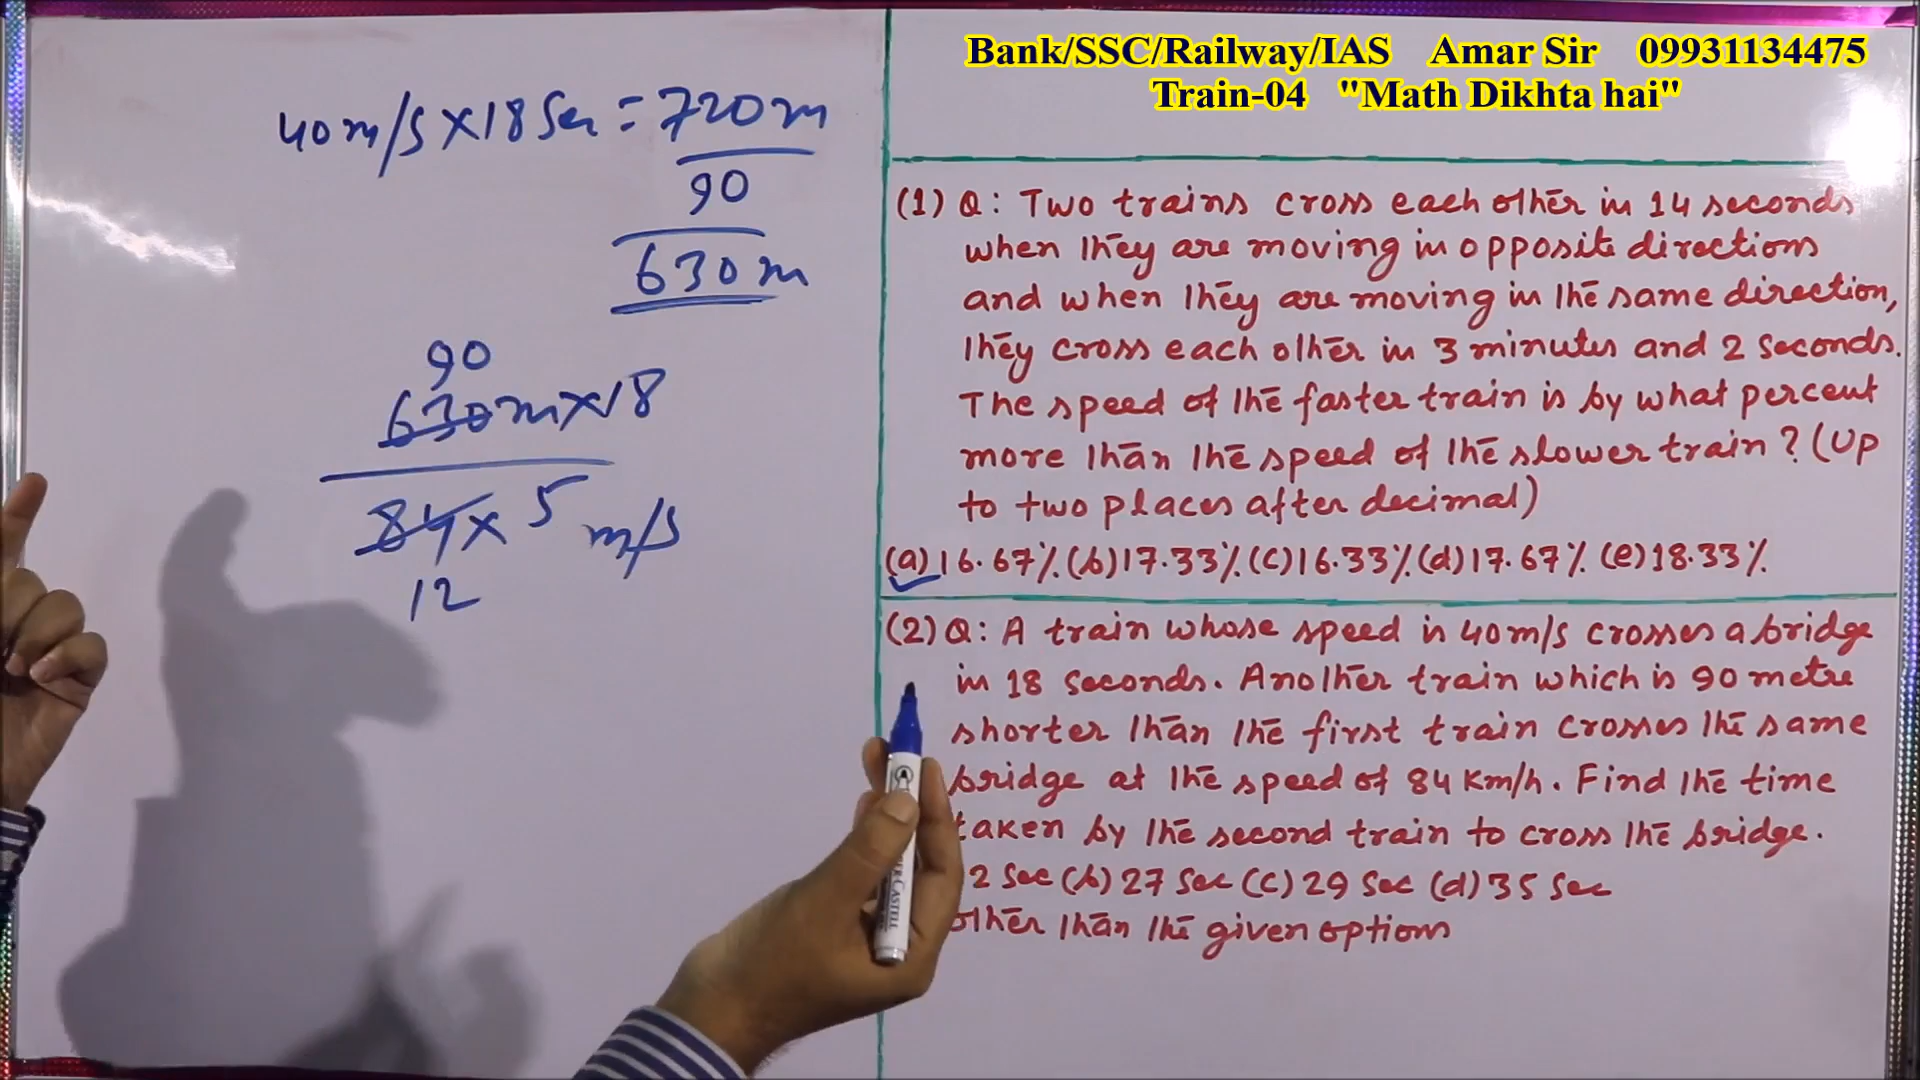 Bank/SSC/Railway/IAS Amar Sir 09931134475
Train-04 "Math Dikhta hai"
40m/s×18Sec=720m
90
630m
90
630m×18
84×5 m/s
12
(1) Q: Two trains cross each other in 14 seconds
when they are moving in opposite directions
and when they are moving in the same direction,
they cross each other in 3 minutes and 2 seconds.
The speed of the faster train is by what percent
more than the speed of the slower train? (Up
to two places after decimal)
(a)16.67% (b)17.33% (c)16.33% (d)17.67% (e)18.33%
(2) Q: A train whose speed is 40m/s crosses a bridge
in 18 seconds. Another train which is 90 metre
shorter than the first train crosses the same
bridge at the speed of 84 Km/h. Find the time
taken by the second train to cross the bridge.
2 Sec (b) 27 Sec (c) 29 Sec (d) 35 Sec
other than the given options